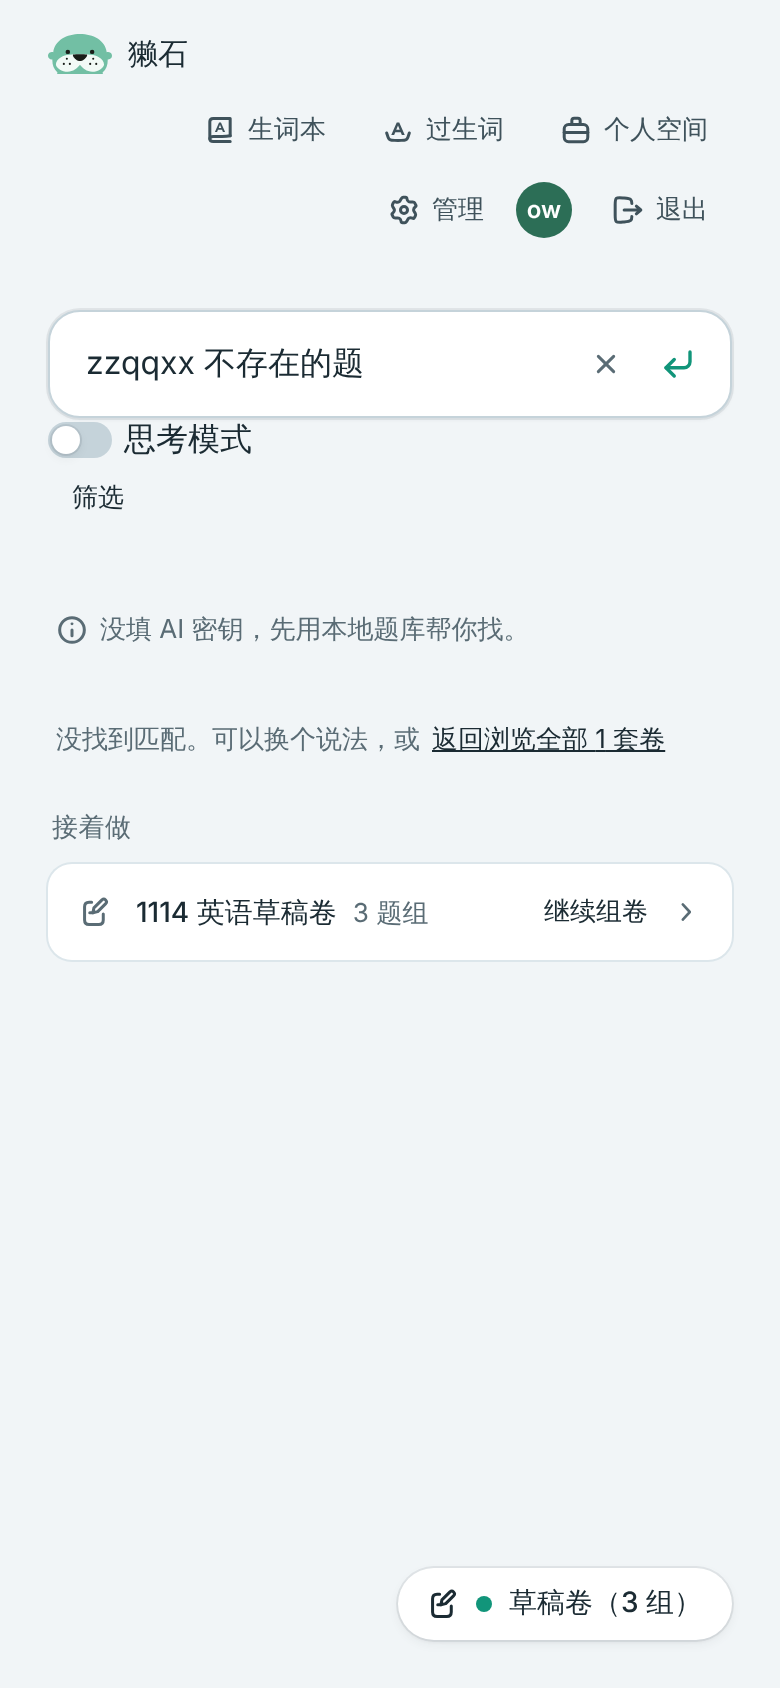 獭石
生词本 过生词 个人空间
管理 ow 退出
zzqqxx 不存在的题
思考模式
筛选
没填 AI 密钥，先用本地题库帮你找。
没找到匹配。可以换个说法，或 返回浏览全部 1 套卷
接着做
1114 英语草稿卷 3 题组 继续组卷
草稿卷（3 组）